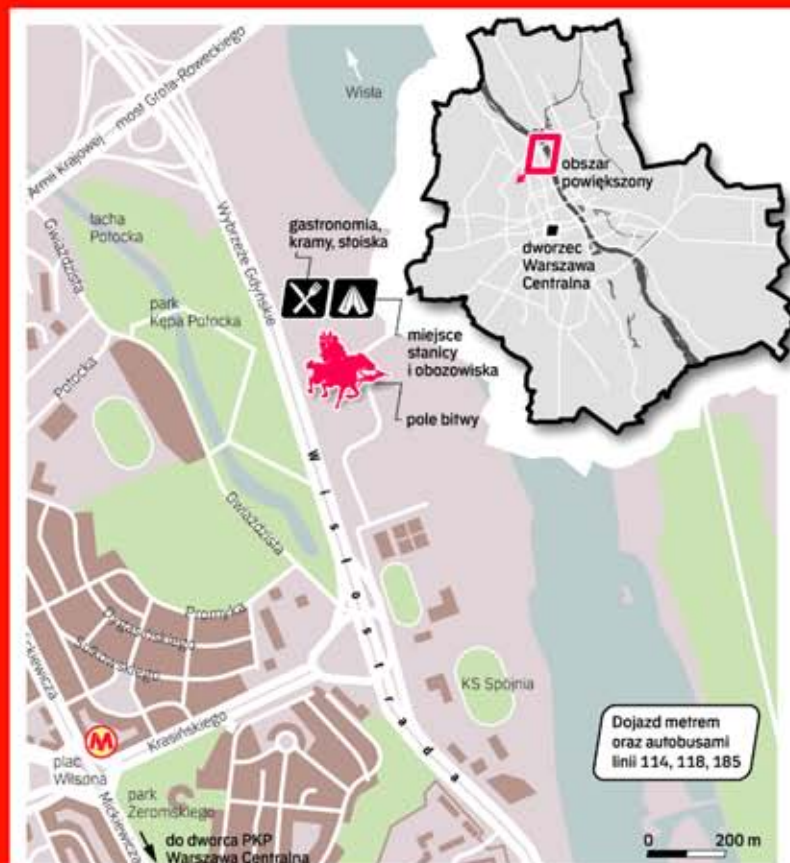 Armii Krajowej
most Grota-Roweckiego
Wisła
obszar
powiększony
dworzec
Warszawa
Centralna
łacha
Potocka
Gwiaździsta
Wybrzeże Gdyńskie
gastronomia,
kramy, stoiska
park
Kępa Potocka
Potocka
miejsce
stanicy
i obozowiska
pole bitwy
Wisłostrada
Gwiaździsta
Promyka
Sułkowskiego
Mickiewicza
Krasińskiego
KS Spójnia
M
plac
Wilsona
park
Żeromskiego
Mickiewicza
Dojazd metrem
oraz autobusami
linii 114, 118, 185
do dworca PKP
Warszawa Centralna
0 200 m